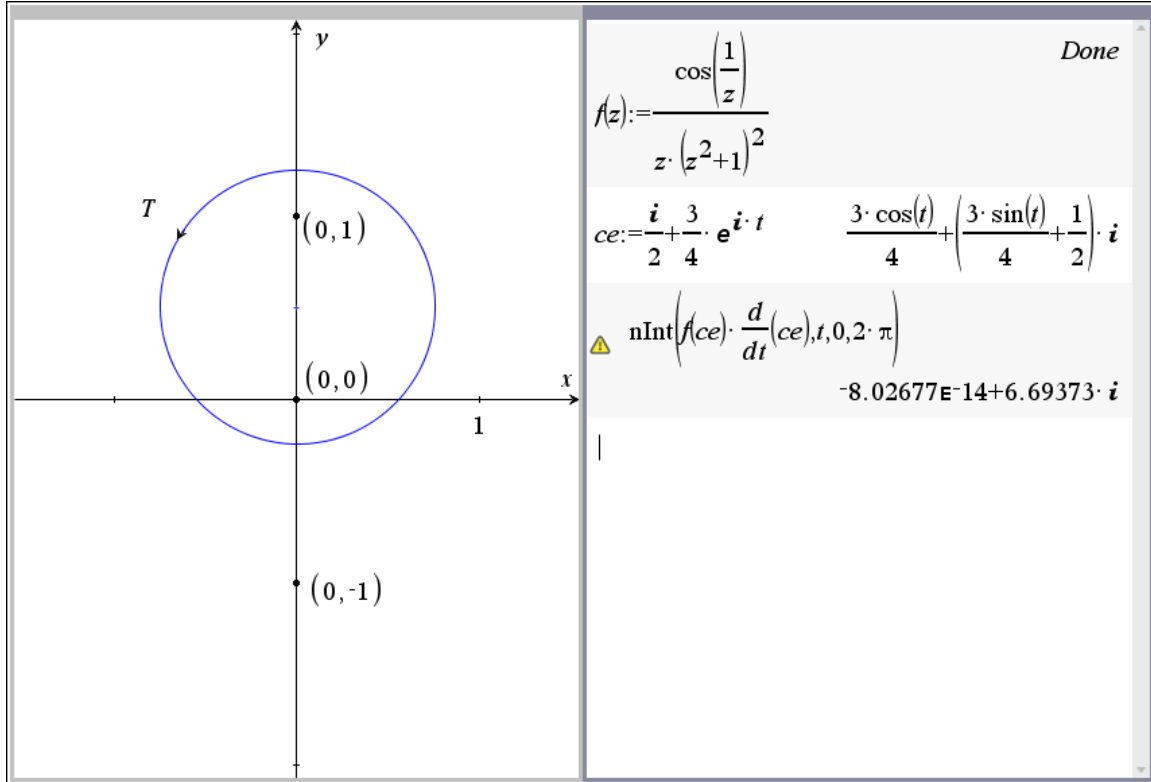 y
T
(0,1)
(0,0)
x
1
(0,-1)
f(z):=cos(1/z)/(z·(z²+1)²) Done
ce:=i/2+3/4·e^(i·t) 3·cos(t)/4+(3·sin(t)/4+1/2)·i
nInt(f(ce)·d/dt(ce),t,0,2·π)
-8.02677E-14+6.69373·i